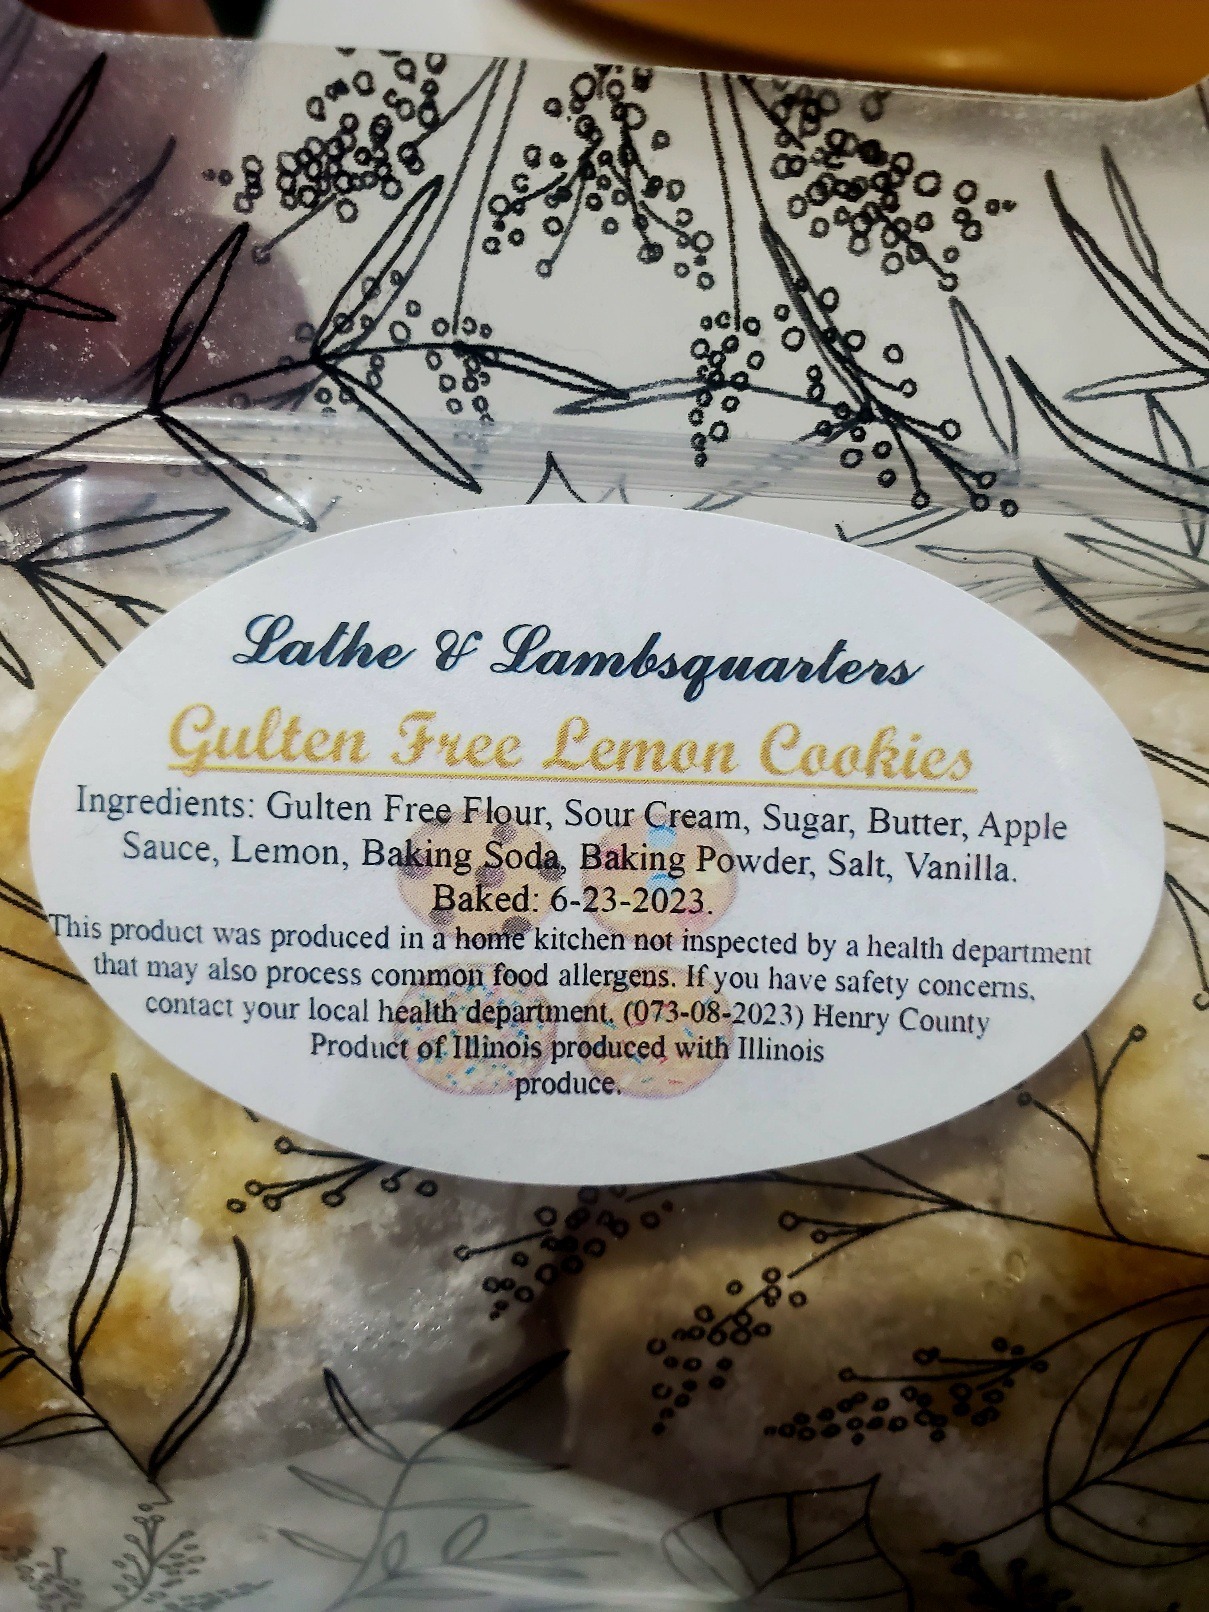 Lathe & Lambsquarters
Gulten Free Lemon Cookies
Ingredients: Gulten Free Flour, Sour Cream, Sugar, Butter, Apple
Sauce, Lemon, Baking Soda, Baking Powder, Salt, Vanilla.
Baked: 6-23-2023.
This product was produced in a home kitchen not inspected by a health department
that may also process common food allergens. If you have safety concerns,
contact your local health department. (073-08-2023) Henry County
Product of Illinois produced with Illinois
produce.